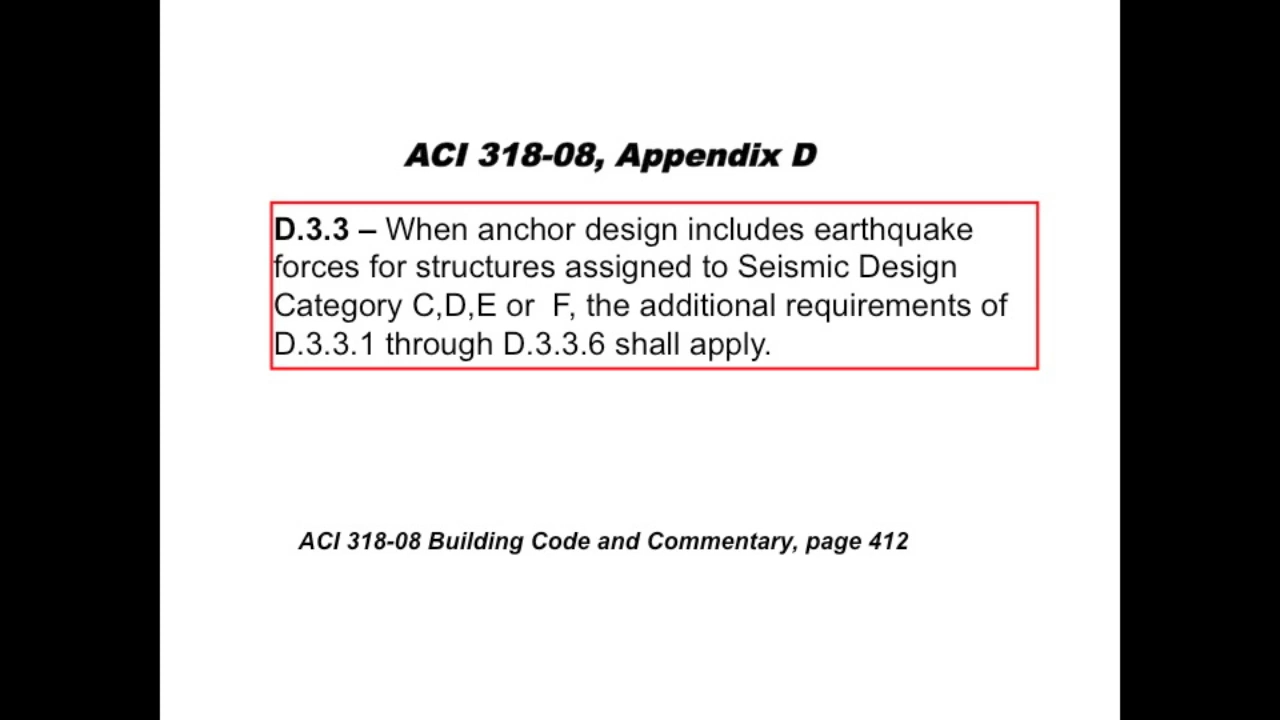 ACI 318-08, Appendix D
D.3.3 – When anchor design includes earthquake
forces for structures assigned to Seismic Design
Category C,D,E or  F, the additional requirements of
D.3.3.1 through D.3.3.6 shall apply.
ACI 318-08 Building Code and Commentary, page 412